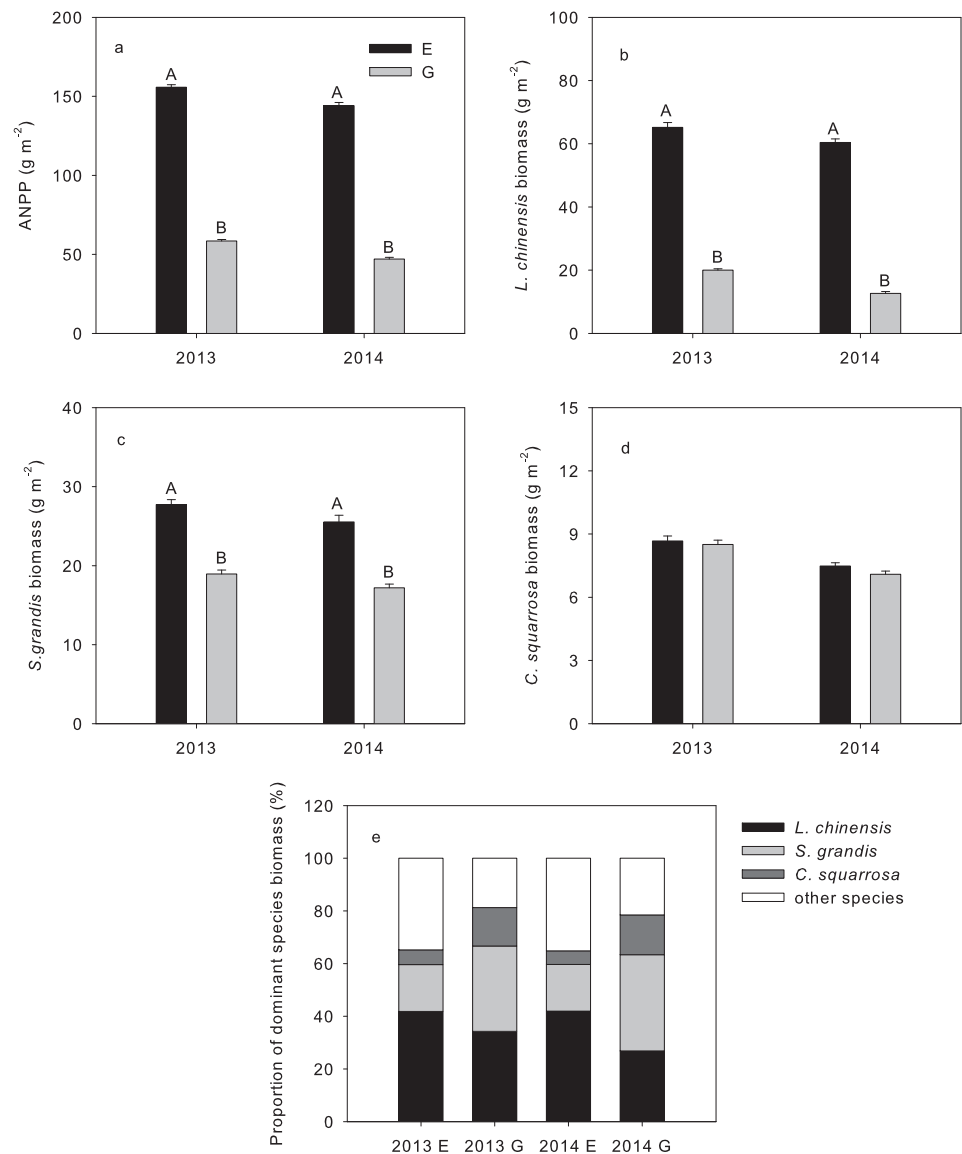 a
E
G
ANPP (g m-2)
200
150
100
50
0
A
B
A
B
2013
2014
b
L. chinensis biomass (g m-2)
100
80
60
40
20
0
A
B
A
B
2013
2014
c
S.grandis biomass (g m-2)
40
30
20
10
0
A
B
A
B
2013
2014
d
C. squarrosa biomass (g m-2)
15
12
9
6
3
0
2013
2014
e
Proportion of dominant species biomass (%)
120
100
80
60
40
20
0
2013 E
2013 G
2014 E
2014 G
L. chinensis
S. grandis
C. squarrosa
other species